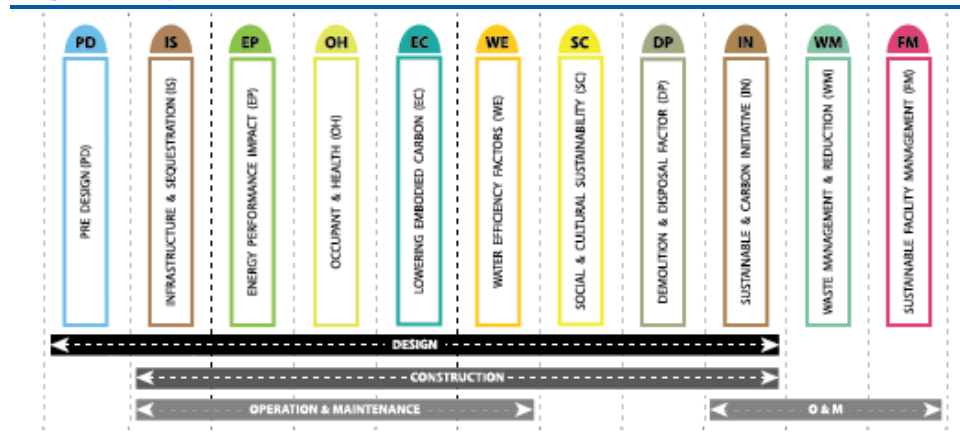 PD
IS
EP
OH
EC
WE
SC
DP
IN
WM
FM
PRE DESIGN (PD)
INFRASTRUCTURE & SEQUESTRATION (IS)
ENERGY PERFORMANCE IMPACT (EP)
OCCUPANT & HEALTH (OH)
LOWERING EMBODIED CARBON (EC)
WATER EFFICIENCY FACTORS (WE)
SOCIAL & CULTURAL SUSTAINABILITY (SC)
DEMOLITION & DISPOSAL FACTOR (DP)
SUSTAINABLE & CARBON INITIATIVE (IN)
WASTE MANAGEMENT & REDUCTION (WM)
SUSTAINABLE FACILITY MANAGEMENT (FM)
DESIGN
CONSTRUCTION
OPERATION & MAINTENANCE
O & M